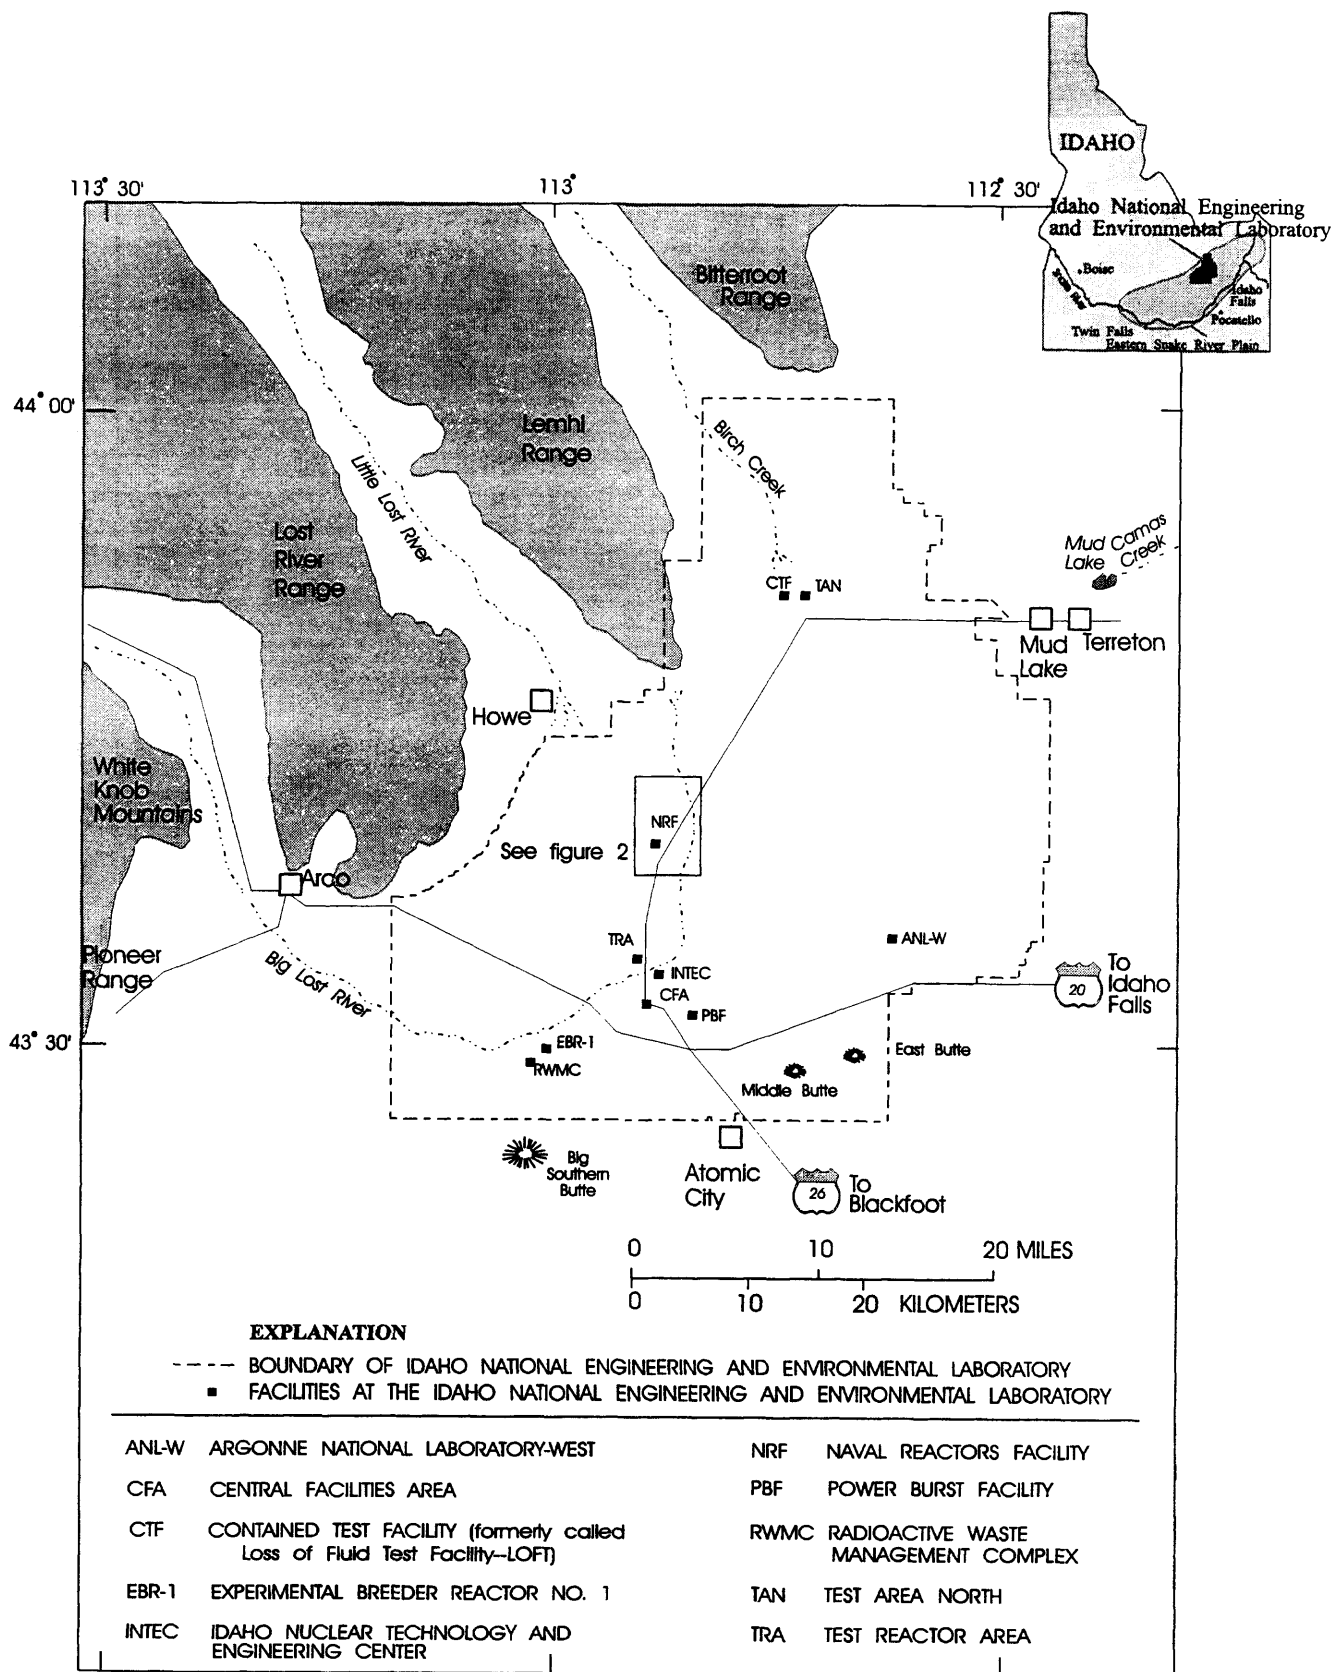 IDAHO
Idaho National Engineering
and Environmental Laboratory
Boise
Snake River
Idaho
Falls
Pocatello
Twin Falls
Eastern Snake River Plain
113° 30'
113°
112° 30'
44° 00'
43° 30'
Bitterroot
Range
Lemhi
Range
Birch Creek
Little Lost River
Lost
River
Range
Mud
Lake
Camas
Creek
CTF
TAN
Mud
Lake
Terreton
Howe
White
Knob
Mountains
NRF
See figure 2
Arco
TRA
ANL-W
INTEC
Pioneer
Range
Big Lost River
CFA
PBF
To
Idaho
Falls
20
EBR-1
RWMC
East Butte
Middle Butte
Big
Southern
Butte
Atomic
City
26
To
Blackfoot
0 10 20 MILES
0 10 20 KILOMETERS
EXPLANATION
BOUNDARY OF IDAHO NATIONAL ENGINEERING AND ENVIRONMENTAL LABORATORY
FACILITIES AT THE IDAHO NATIONAL ENGINEERING AND ENVIRONMENTAL LABORATORY
ANL-W ARGONNE NATIONAL LABORATORY-WEST
CFA CENTRAL FACILITIES AREA
CTF CONTAINED TEST FACILITY (formerly called
Loss of Fluid Test Facility--LOFT)
EBR-1 EXPERIMENTAL BREEDER REACTOR NO. 1
INTEC IDAHO NUCLEAR TECHNOLOGY AND
ENGINEERING CENTER
NRF NAVAL REACTORS FACILITY
PBF POWER BURST FACILITY
RWMC RADIOACTIVE WASTE
MANAGEMENT COMPLEX
TAN TEST AREA NORTH
TRA TEST REACTOR AREA